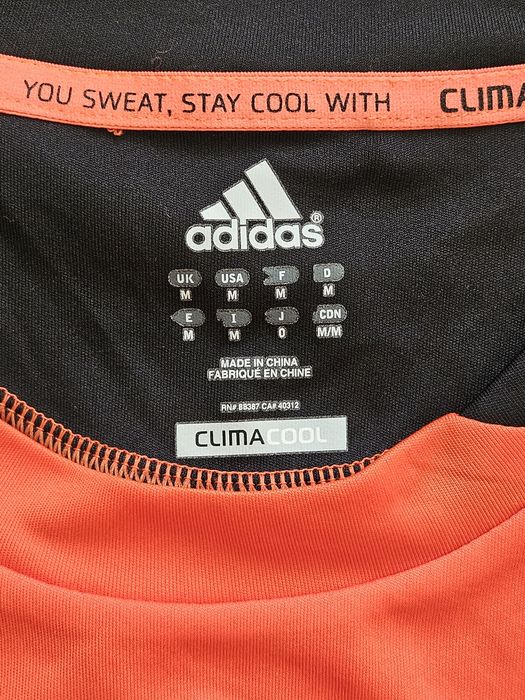 YOU SWEAT, STAY COOL WITH CLIMA
adidas®
UK USA F D
M M M M
E I J CDN
M M O M/M
MADE IN CHINA
FABRIQUÉ EN CHINE
RN# 88387 CA# 40312
CLIMACOOL